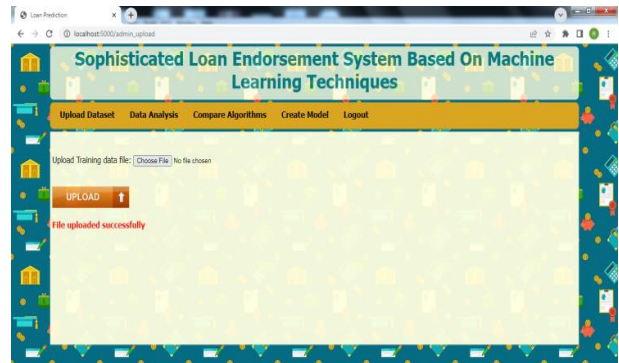 Loan Prediction
localhost:5000/admin_upload
Sophisticated Loan Endorsement System Based On Machine
Learning Techniques
Upload Dataset Data Analysis Compare Algorithms Create Model Logout
Upload Training data file: Choose File No file chosen
UPLOAD
File uploaded successfully